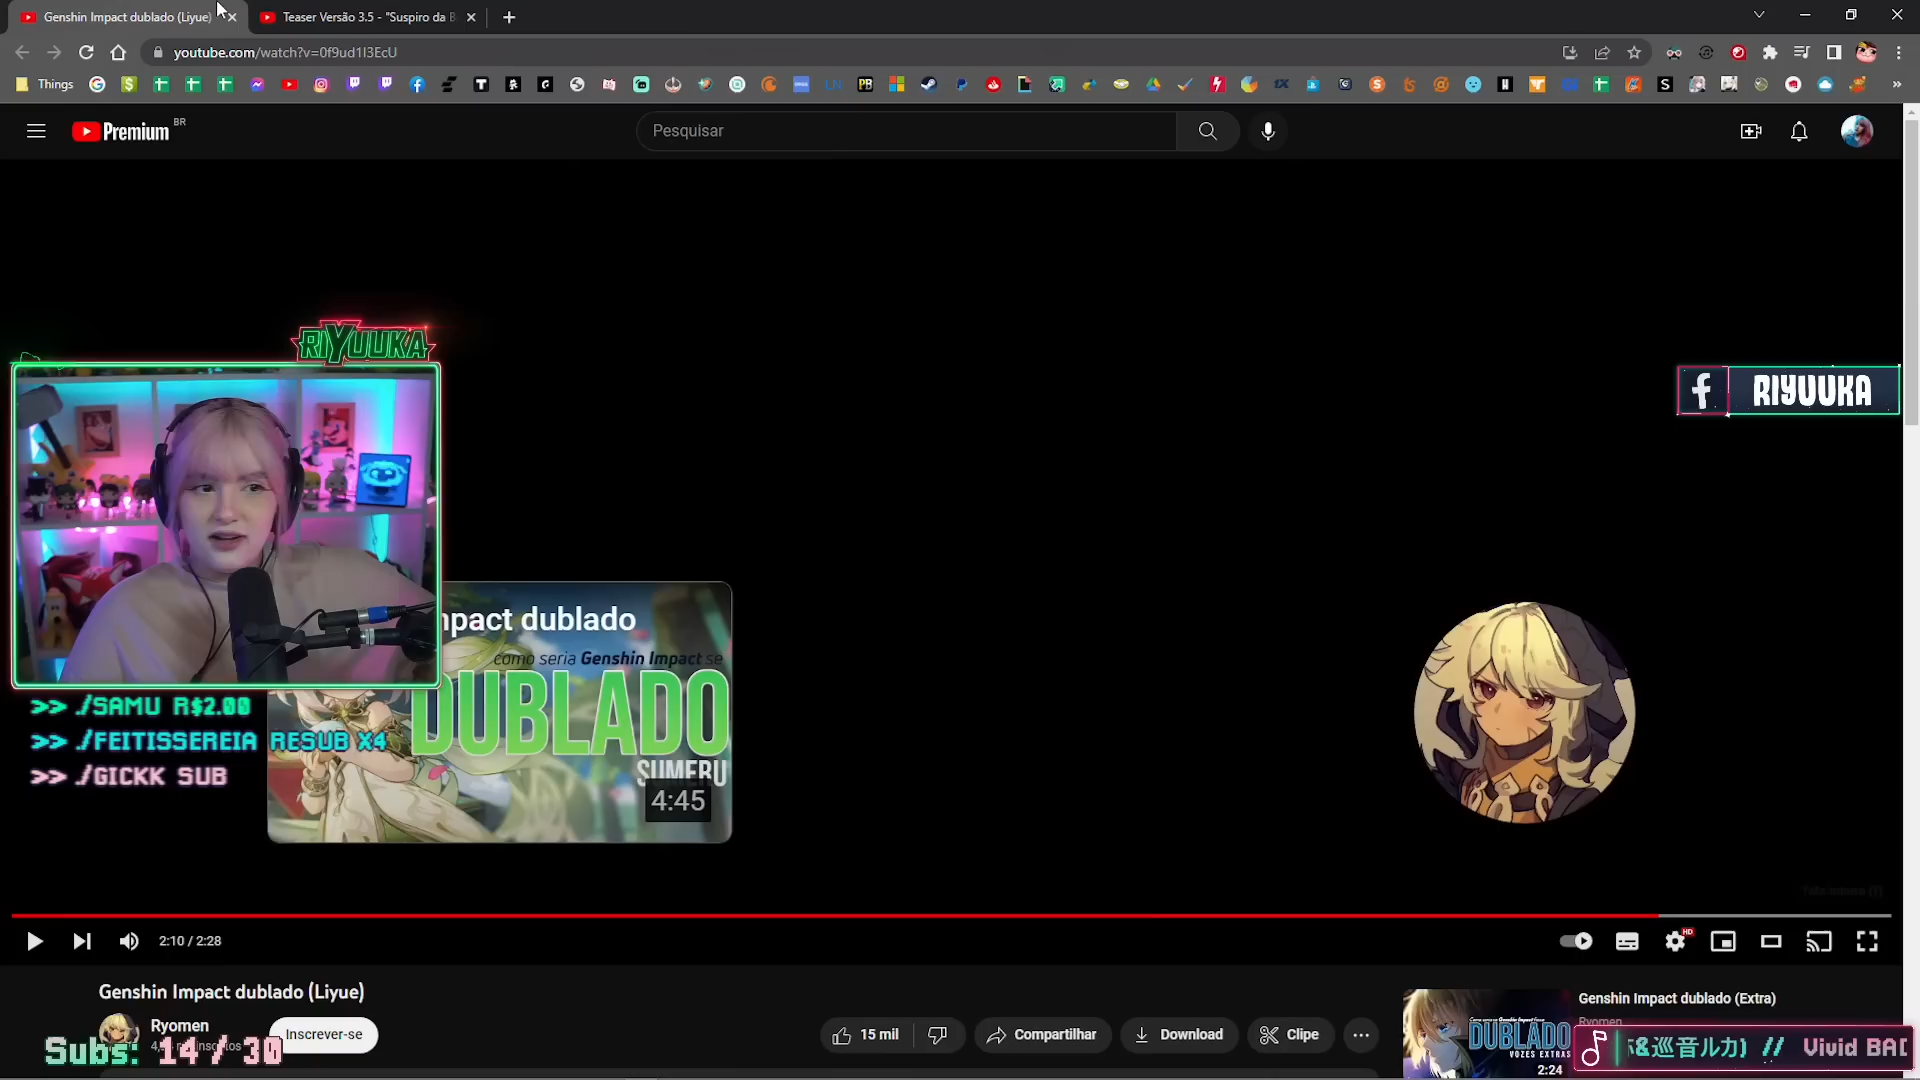 Genshin Impact dublado (Liyue)
Teaser Versão 3.5 - "Suspiro da B
youtube.com/watch?v=0f9ud1I3EcU
Things
Premium BR
Pesquisar
RIYUUKA
RIYUUKA
mpact dublado
como seria Genshin Impact se
DUBLADO
SUMERU
4:45
>> ./SAMU R$2.00
>> ./FEITISSEREIA RESUB X4
>> ./GICKK SUB
2:10 / 2:28
HD
Genshin Impact dublado (Liyue)
Ryomen
Inscrever-se
Subs: 14 / 30
15 mil
Compartilhar
Download
Clipe
Genshin Impact dublado (Extra)
Ryomen
DUBLADO
VOZES EXTRAS
2:24
&巡音ルカ) // Vivid BAD